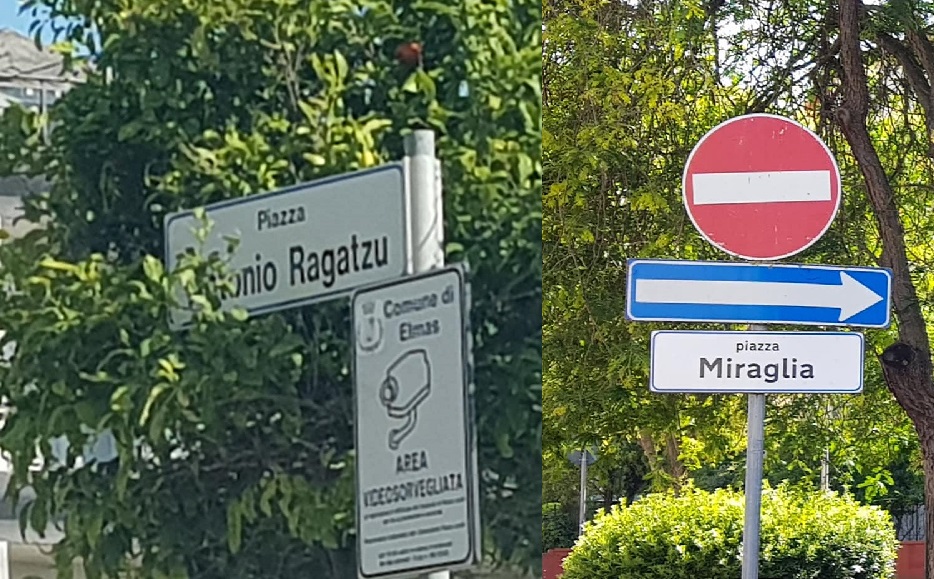 Piazza
Ragatzu
Comune di
Elmas
AREA
VIDEOSORVEGLIATA
piazza
Miraglia